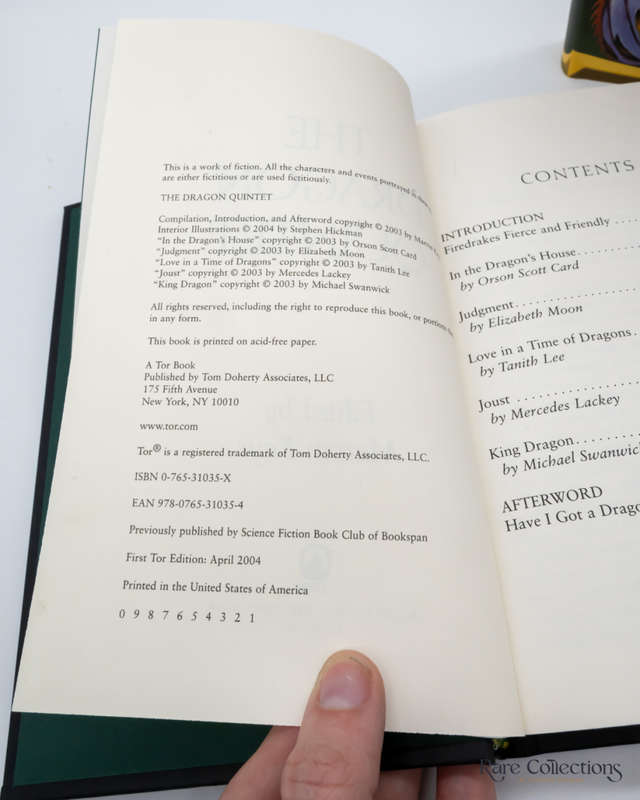 This is a work of fiction. All the characters and events portrayed in
are either fictitious or are used fictitiously.
THE DRAGON QUINTET
Compilation, Introduction, and Afterword copyright © 2003 by
Interior Illustrations © 2004 by Stephen Hickman
"In the Dragon's House" copyright © 2003 by Orson Scott Card
"Judgment" copyright © 2003 by Elizabeth Moon
"Love in a Time of Dragons" copyright © 2003 by Tanith Lee
"Joust" copyright © 2003 by Mercedes Lackey
"King Dragon" copyright © 2003 by Michael Swanwick
All rights reserved, including the right to reproduce this book, or portions
in any form.
This book is printed on acid-free paper.
A Tor Book
Published by Tom Doherty Associates, LLC
175 Fifth Avenue
New York, NY 10010
www.tor.com
Tor® is a registered trademark of Tom Doherty Associates, LLC.
ISBN 0-765-31035-X
EAN 978-0765-31035-4
Previously published by Science Fiction Book Club of Bookspan
First Tor Edition: April 2004
Printed in the United States of America
0 9 8 7 6 5 4 3 2 1
CONTENTS
INTRODUCTION
Firedrakes Fierce and Friendly . . . .
In the Dragon's House. . . . . . . .
by Orson Scott Card
Judgment. . . . . . . . . . . . . . .
by Elizabeth Moon
Love in a Time of Dragons. .
by Tanith Lee
Joust . . . . . . . . . . . . . .
by Mercedes Lackey
King Dragon. . . . . . . .
by Michael Swanwick
AFTERWORD
Have I Got a
Rare Collections